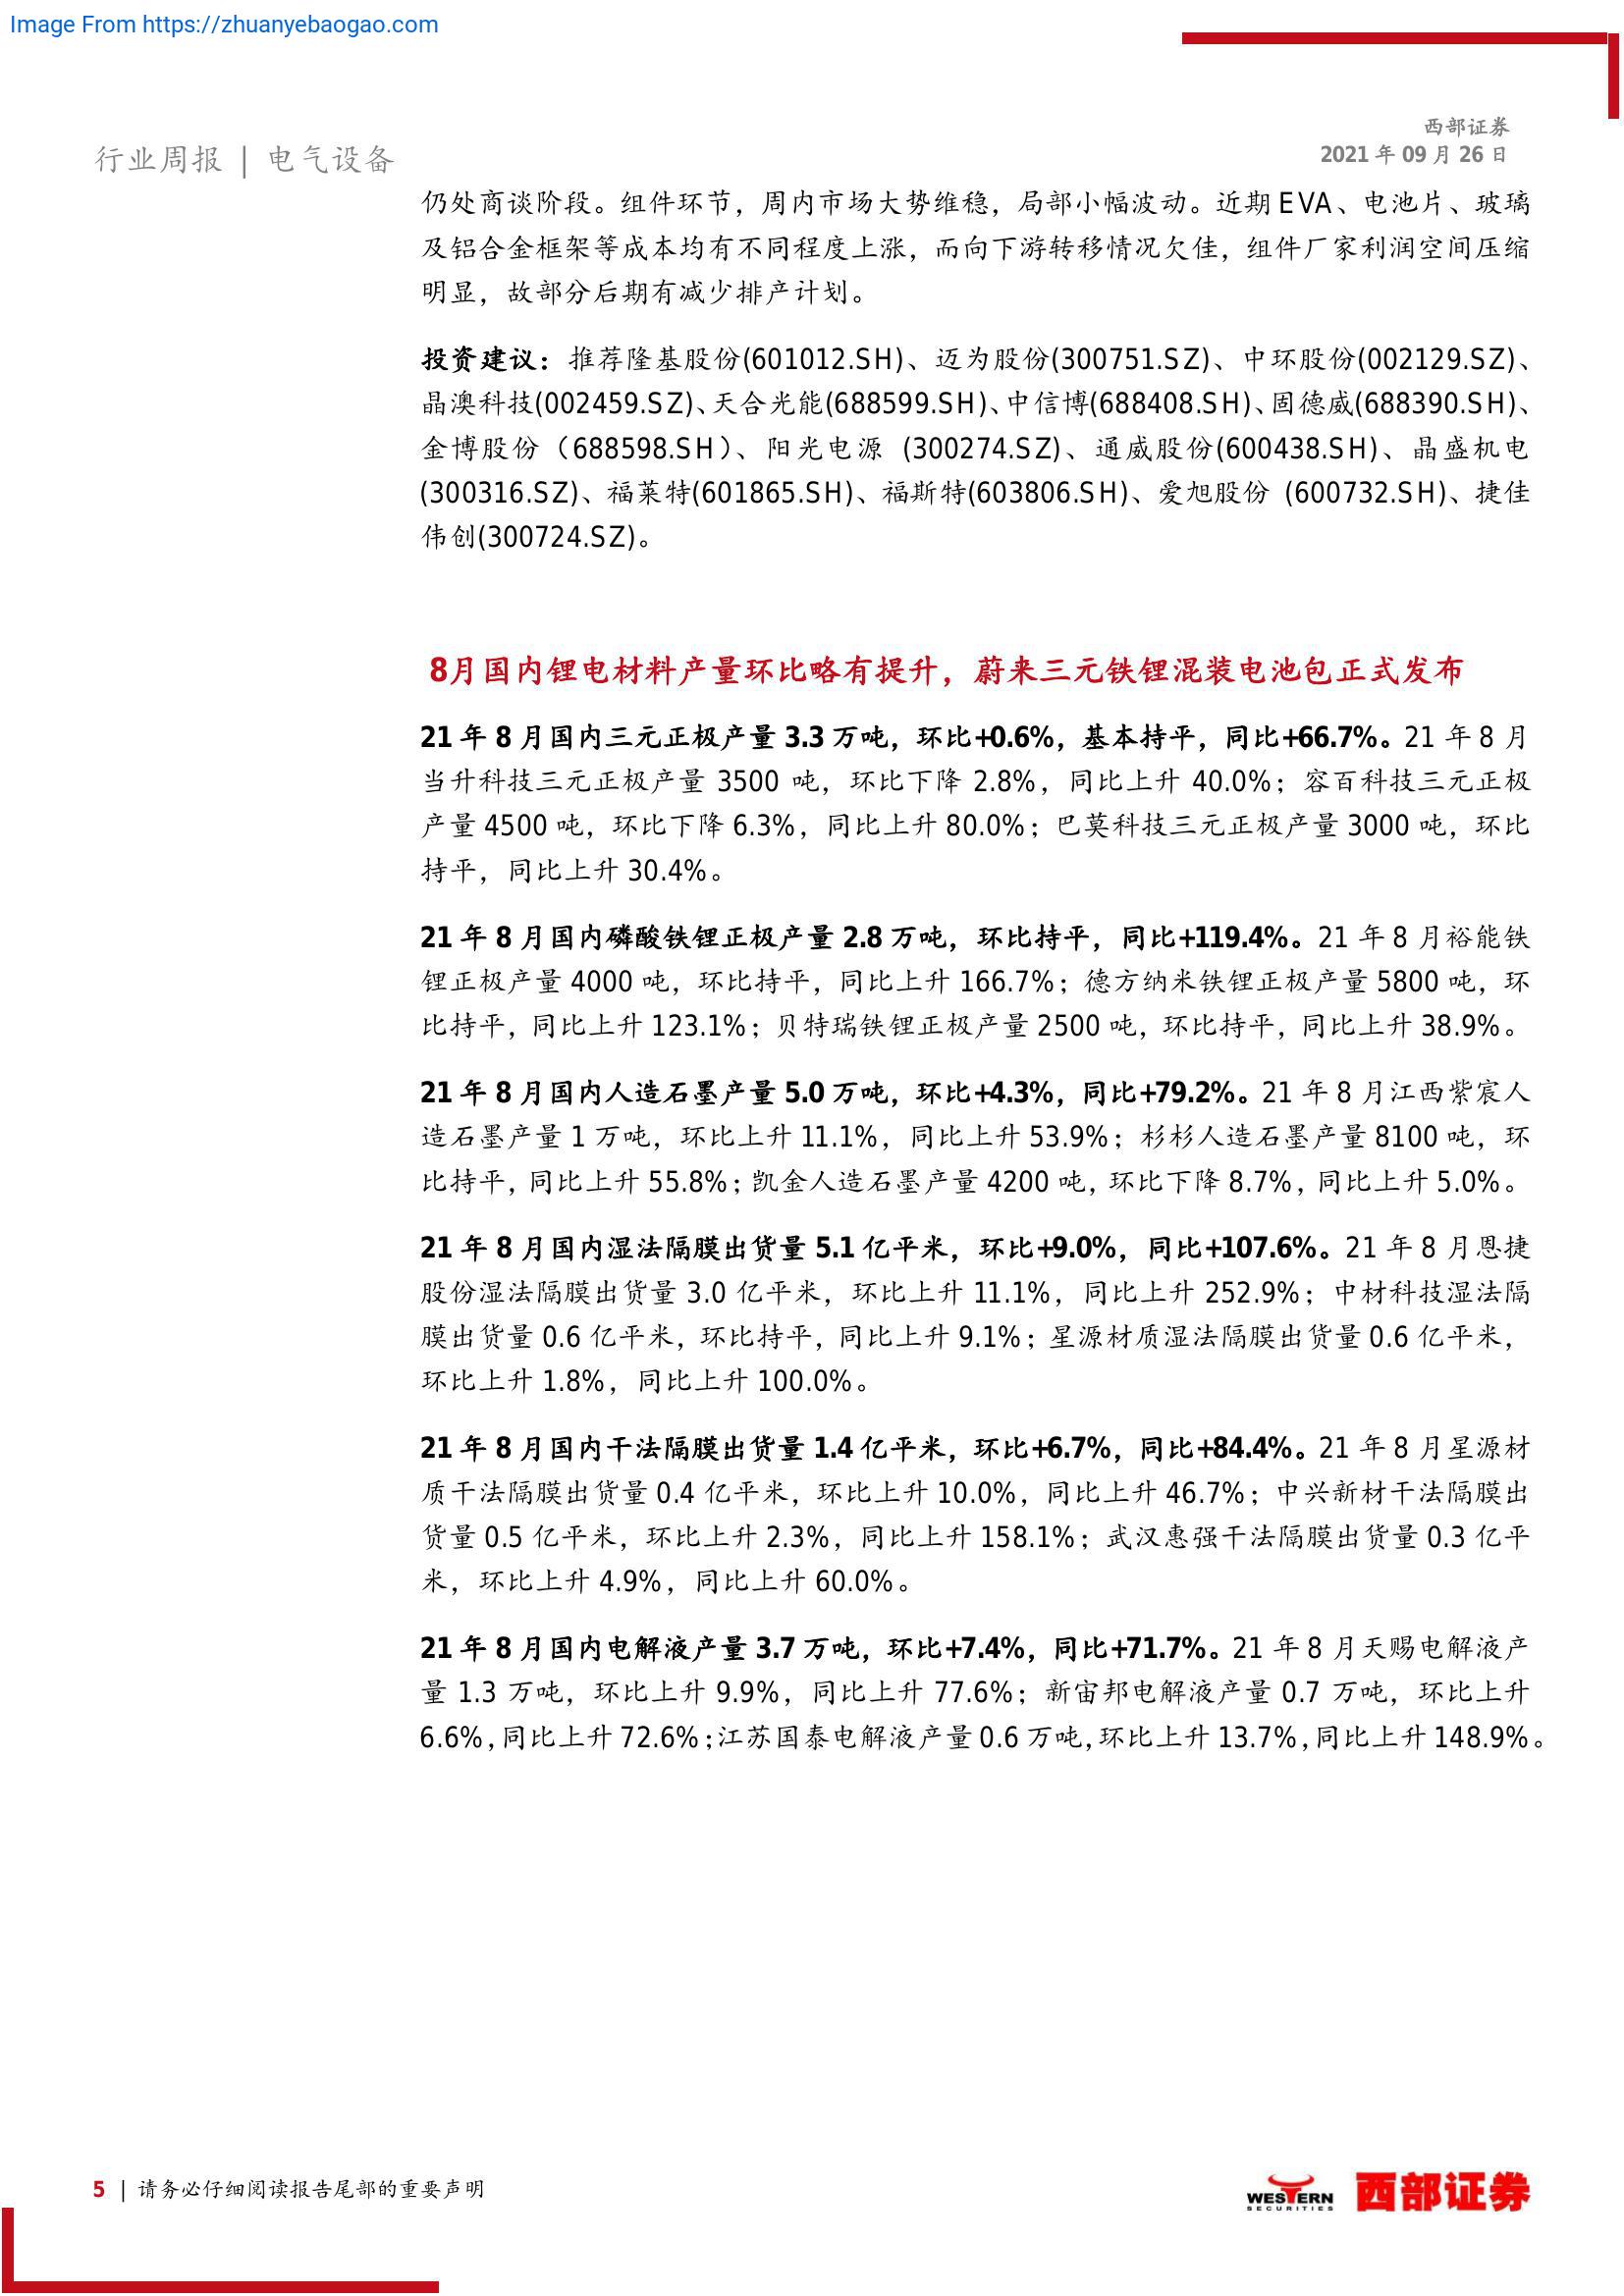 Image From https://zhuanyebaogao.com
西部证券
2021 年 09 月 26 日
行业周报 | 电气设备
仍处商谈阶段。组件环节，周内市场大势维稳，局部小幅波动。近期 EVA、电池片、玻璃
及铝合金框架等成本均有不同程度上涨，而向下游转移情况欠佳，组件厂家利润空间压缩
明显，故部分后期有减少排产计划。
投资建议：推荐隆基股份(601012.SH)、迈为股份(300751.SZ)、中环股份(002129.SZ)、
晶澳科技(002459.SZ)、天合光能(688599.SH)、中信博(688408.SH)、固德威(688390.SH)、
金博股份（688598.SH）、阳光电源 (300274.SZ)、通威股份(600438.SH)、晶盛机电
(300316.SZ)、福莱特(601865.SH)、福斯特(603806.SH)、爱旭股份 (600732.SH)、捷佳
伟创(300724.SZ)。
8月国内锂电材料产量环比略有提升，蔚来三元铁锂混装电池包正式发布
21 年 8 月国内三元正极产量 3.3 万吨，环比+0.6%，基本持平，同比+66.7%。21 年 8 月
当升科技三元正极产量 3500 吨，环比下降 2.8%，同比上升 40.0%；容百科技三元正极
产量 4500 吨，环比下降 6.3%，同比上升 80.0%；巴莫科技三元正极产量 3000 吨，环比
持平，同比上升 30.4%。
21 年 8 月国内磷酸铁锂正极产量 2.8 万吨，环比持平，同比+119.4%。21 年 8 月裕能铁
锂正极产量 4000 吨，环比持平，同比上升 166.7%；德方纳米铁锂正极产量 5800 吨，环
比持平，同比上升 123.1%；贝特瑞铁锂正极产量 2500 吨，环比持平，同比上升 38.9%。
21 年 8 月国内人造石墨产量 5.0 万吨，环比+4.3%，同比+79.2%。21 年 8 月江西紫宸人
造石墨产量 1 万吨，环比上升 11.1%，同比上升 53.9%；杉杉人造石墨产量 8100 吨，环
比持平，同比上升 55.8%；凯金人造石墨产量 4200 吨，环比下降 8.7%，同比上升 5.0%。
21 年 8 月国内湿法隔膜出货量 5.1 亿平米，环比+9.0%，同比+107.6%。21 年 8 月恩捷
股份湿法隔膜出货量 3.0 亿平米，环比上升 11.1%，同比上升 252.9%；中材科技湿法隔
膜出货量 0.6 亿平米，环比持平，同比上升 9.1%；星源材质湿法隔膜出货量 0.6 亿平米，
环比上升 1.8%，同比上升 100.0%。
21 年 8 月国内干法隔膜出货量 1.4 亿平米，环比+6.7%，同比+84.4%。21 年 8 月星源材
质干法隔膜出货量 0.4 亿平米，环比上升 10.0%，同比上升 46.7%；中兴新材干法隔膜出
货量 0.5 亿平米，环比上升 2.3%，同比上升 158.1%；武汉惠强干法隔膜出货量 0.3 亿平
米，环比上升 4.9%，同比上升 60.0%。
21 年 8 月国内电解液产量 3.7 万吨，环比+7.4%，同比+71.7%。21 年 8 月天赐电解液产
量 1.3 万吨，环比上升 9.9%，同比上升 77.6%；新宙邦电解液产量 0.7 万吨，环比上升
6.6%，同比上升 72.6%；江苏国泰电解液产量 0.6 万吨，环比上升 13.7%，同比上升 148.9%。
5 | 请务必仔细阅读报告尾部的重要声明
WESTERN
SECURITIES
西部证券